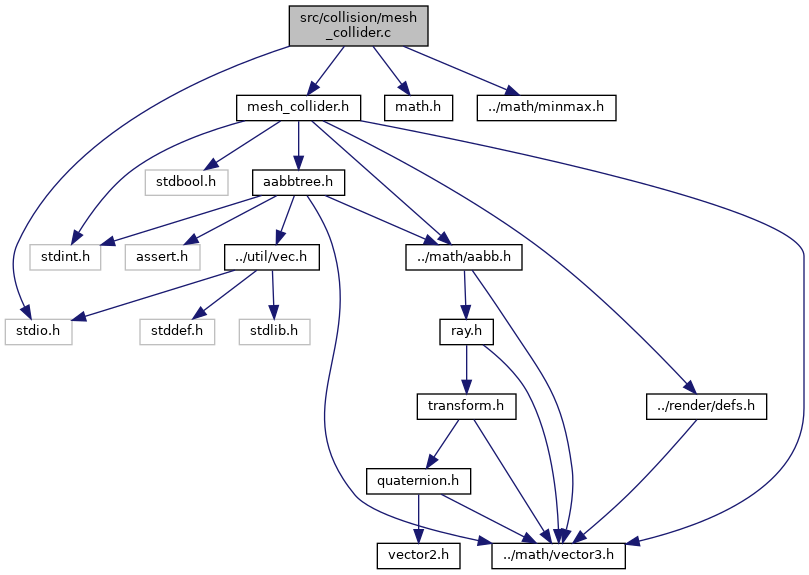 src/collision/mesh
_collider.c
mesh_collider.h
math.h
../math/minmax.h
stdbool.h
aabbtree.h
stdint.h
assert.h
../util/vec.h
../math/aabb.h
stdio.h
stddef.h
stdlib.h
ray.h
transform.h
../render/defs.h
quaternion.h
vector2.h
../math/vector3.h